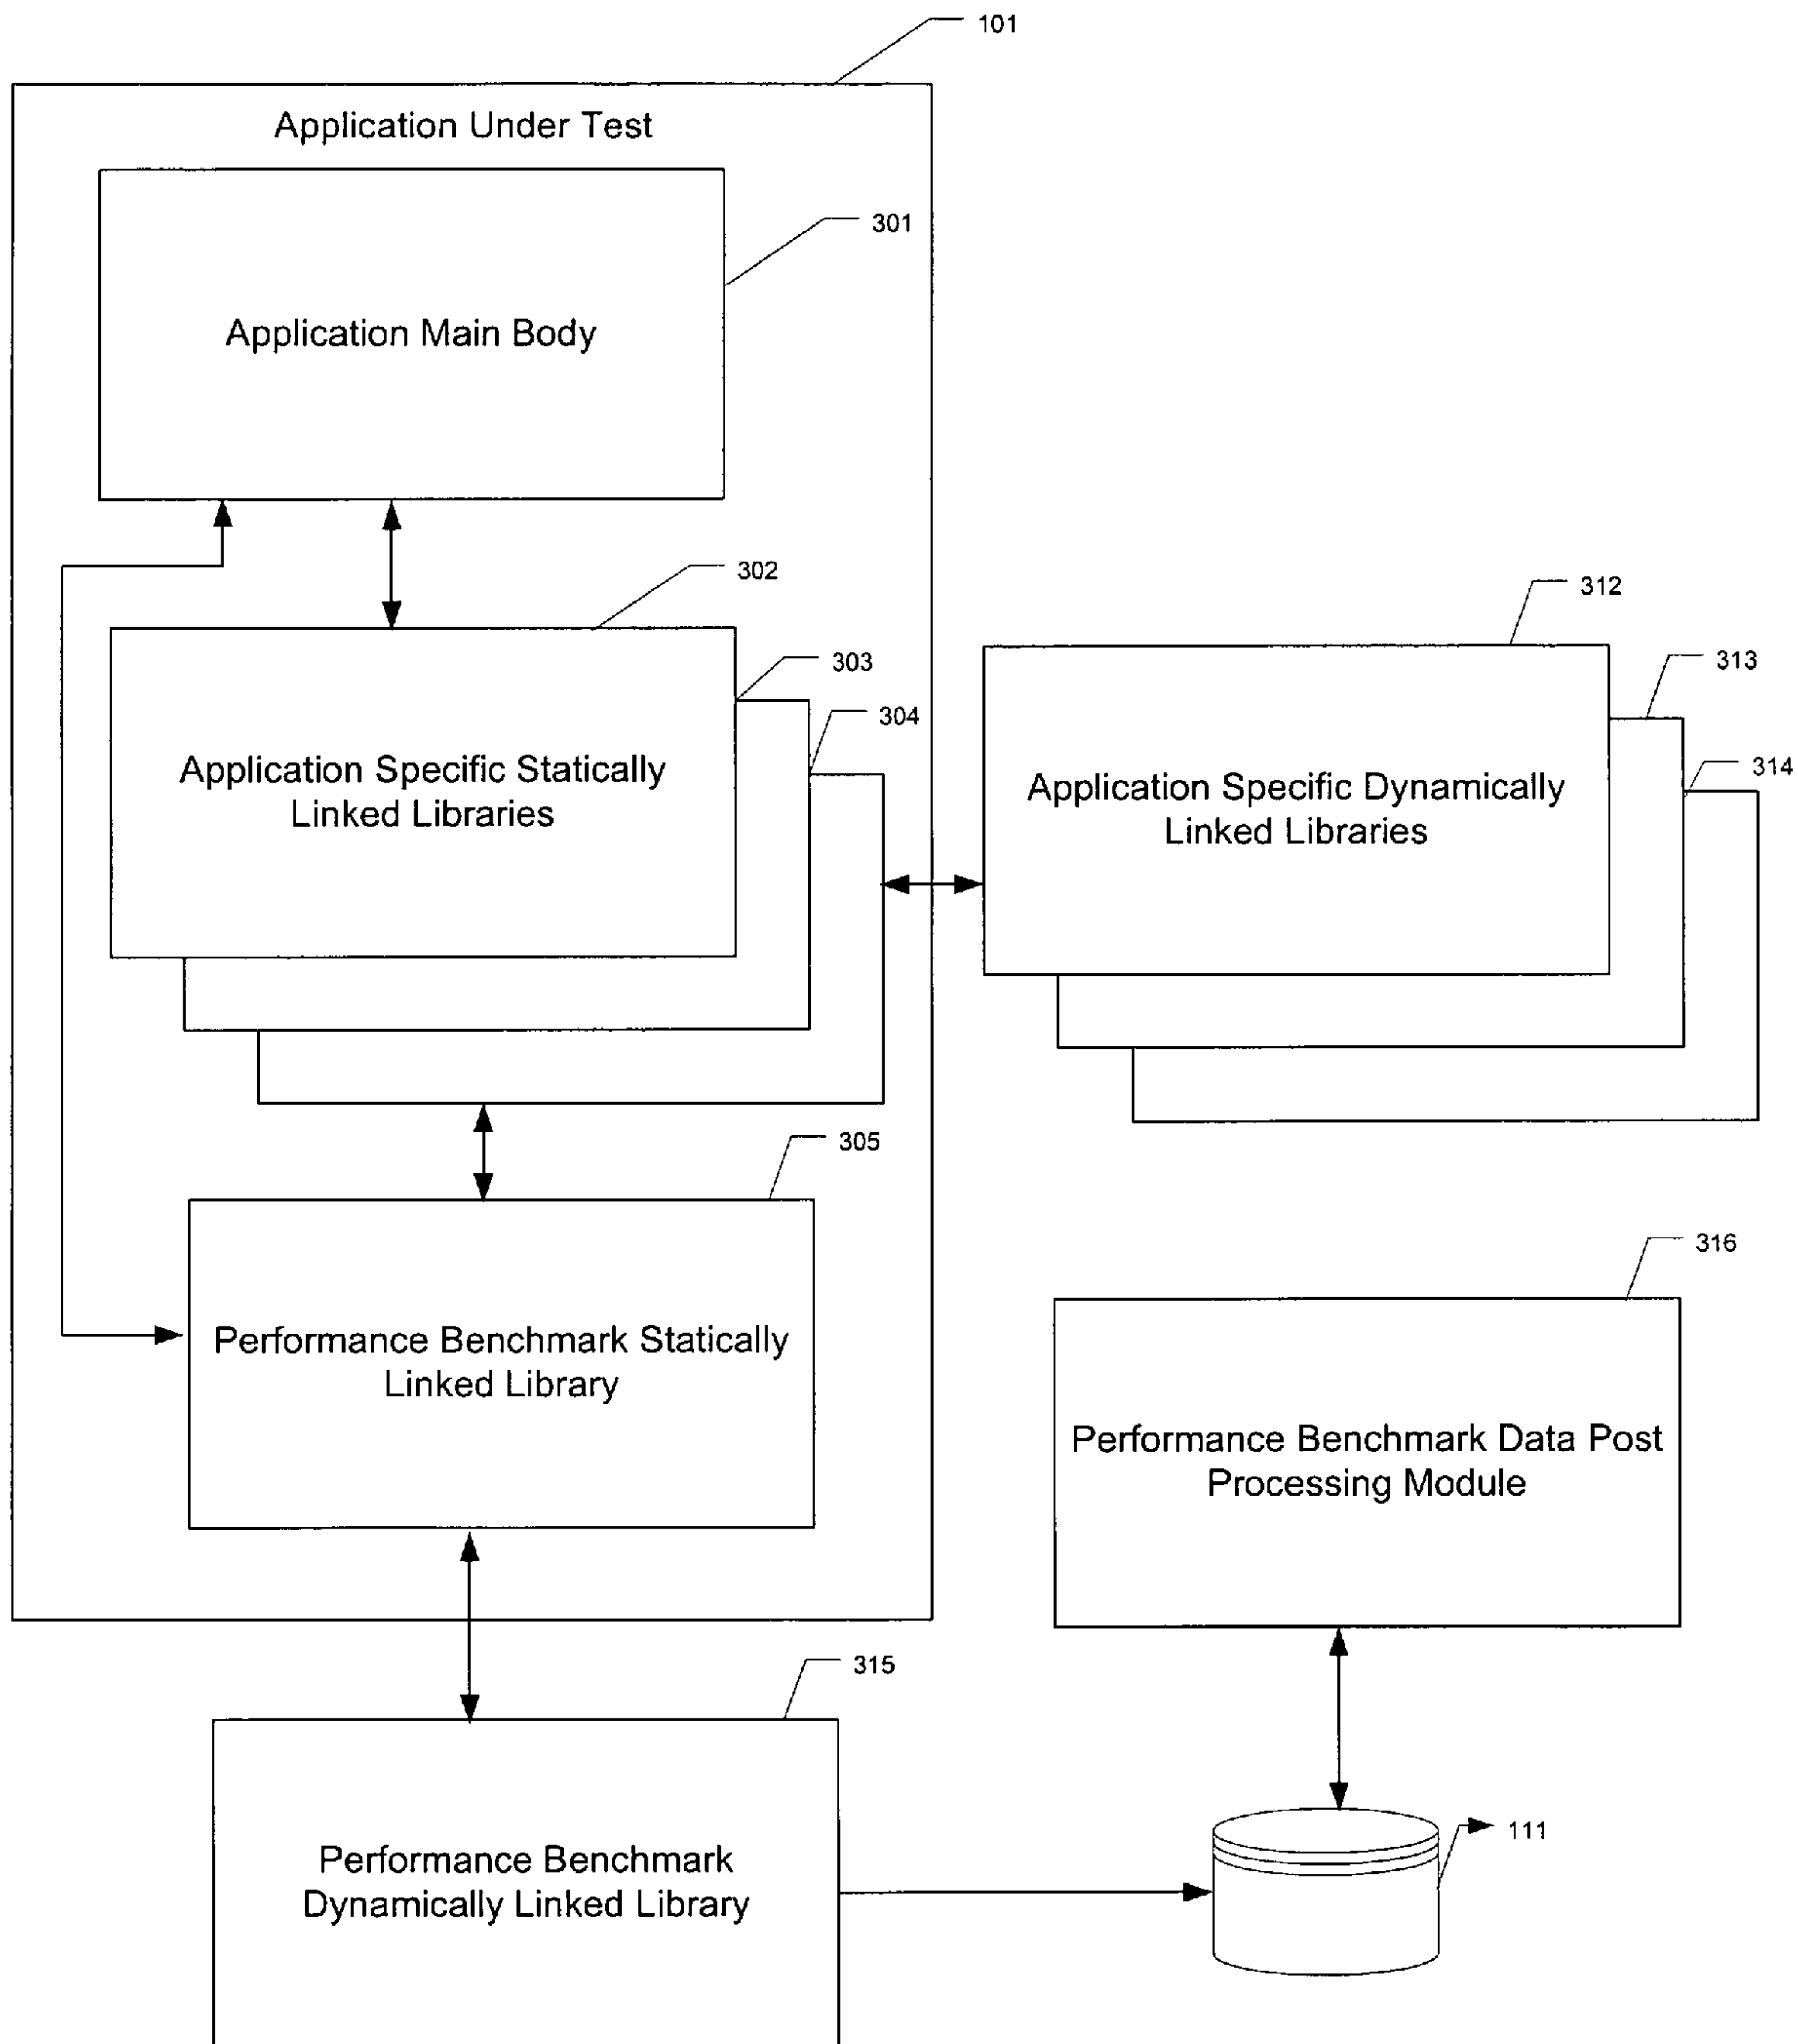 101
Application Under Test
301
Application Main Body
302
312
303
313
304
314
Application Specific Statically
Linked Libraries
Application Specific Dynamically
Linked Libraries
305
316
Performance Benchmark Statically
Linked Library
Performance Benchmark Data Post
Processing Module
315
111
Performance Benchmark
Dynamically Linked Library